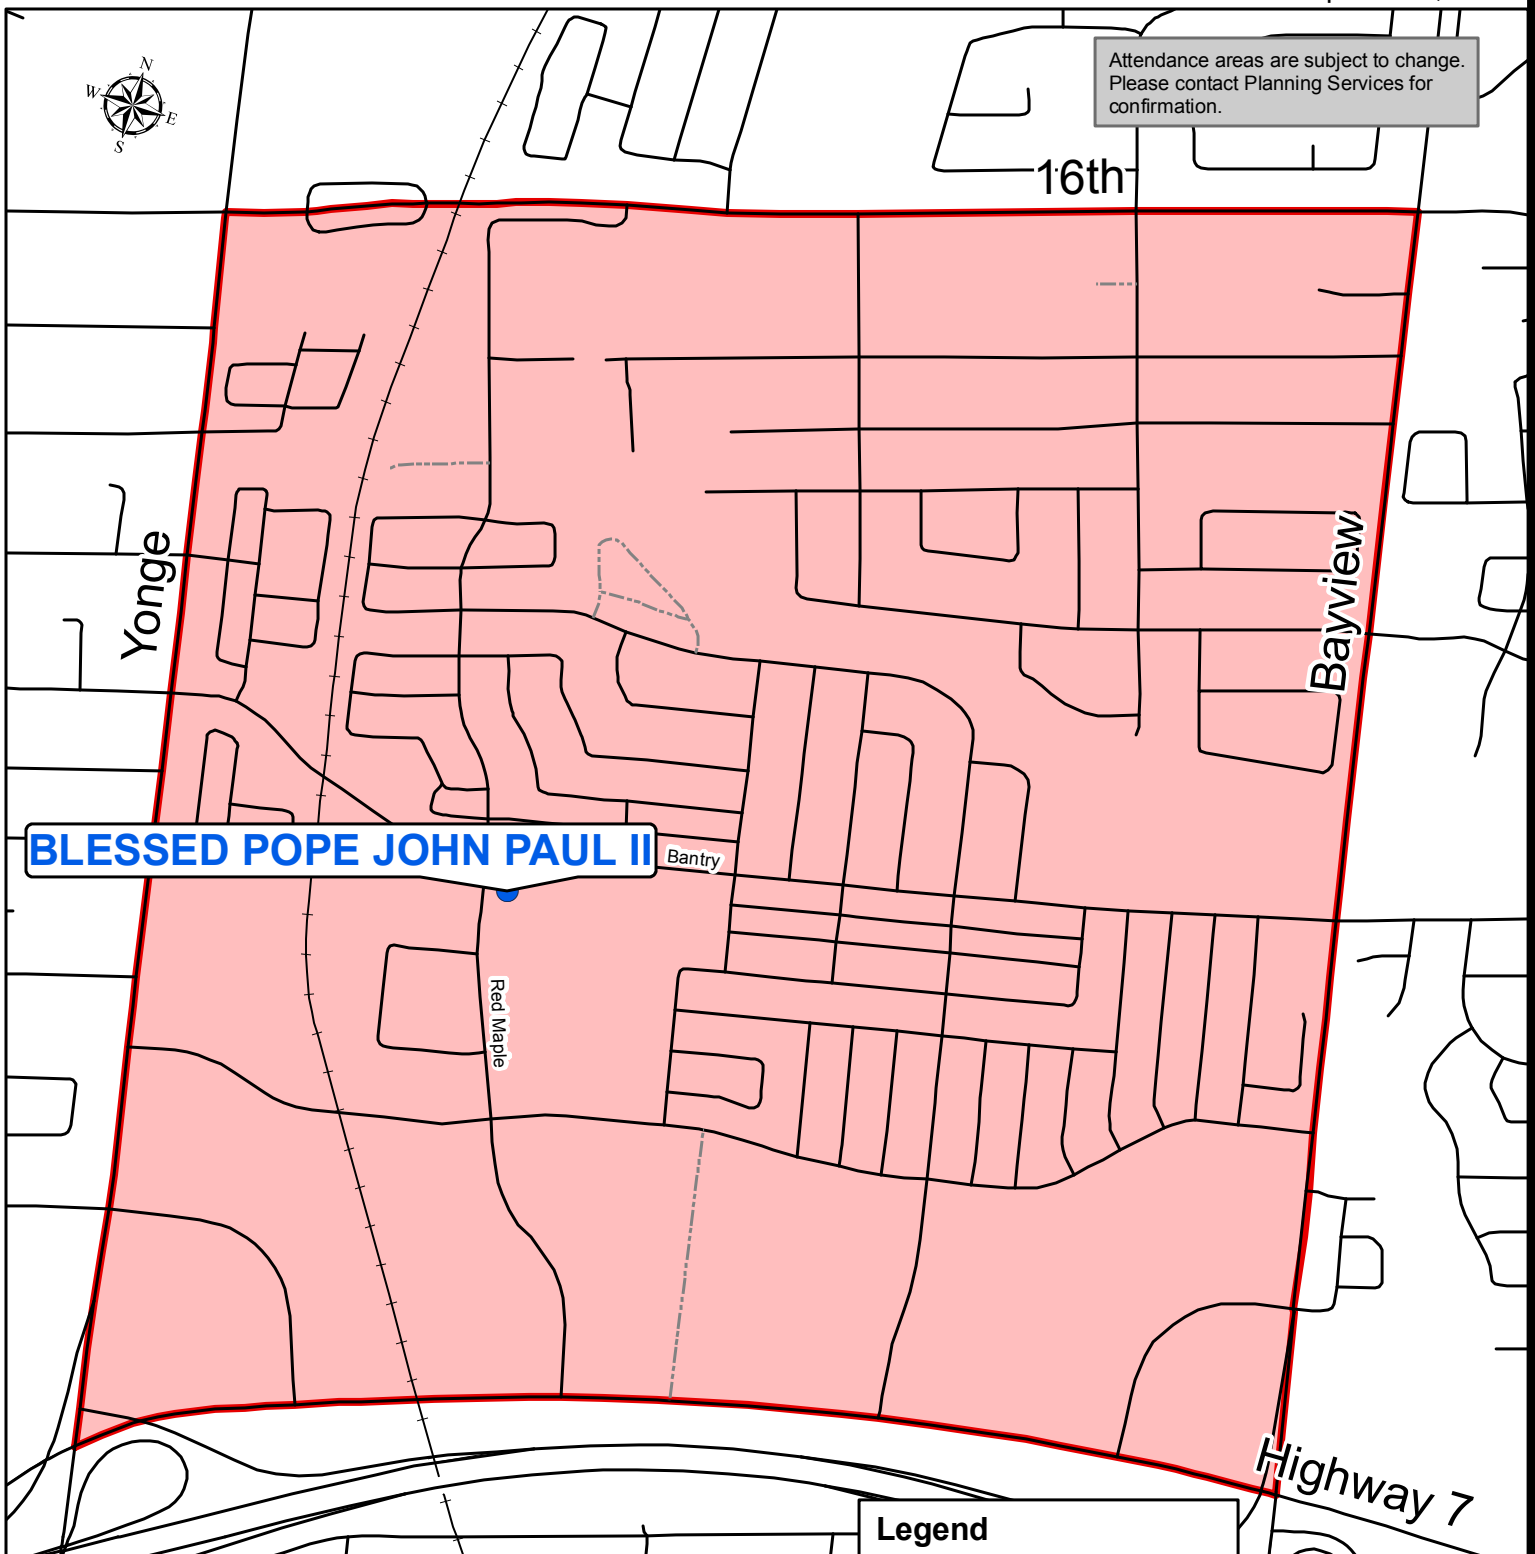 N
W
E
S
Attendance areas are subject to change.
Please contact Planning Services for
confirmation.
16th
Yonge
Bayview
BLESSED POPE JOHN PAUL II
Bantry
Red Maple
Highway 7
Legend